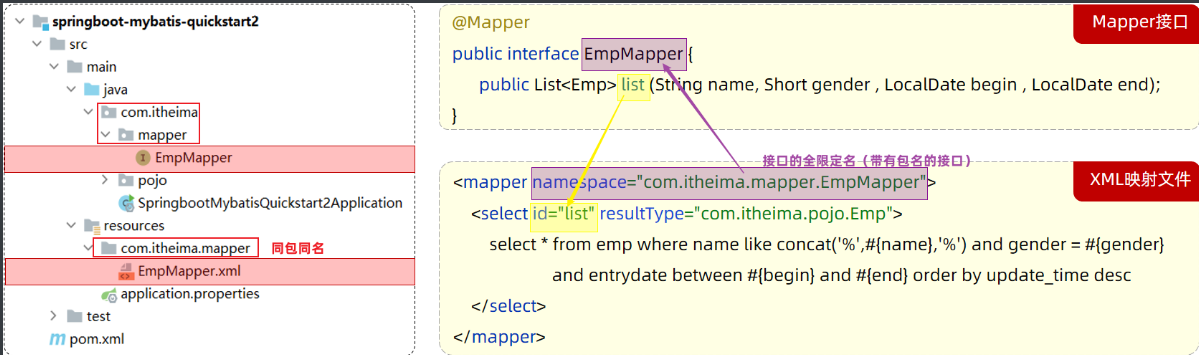 springboot-mybatis-quickstart2
src
main
java
com.itheima
mapper
EmpMapper
pojo
SpringbootMybatisQuickstart2Application
resources
com.itheima.mapper 同包同名
EmpMapper.xml
application.properties
test
pom.xml
Mapper接口
@Mapper
public interface EmpMapper {
public List<Emp> list (String name, Short gender , LocalDate begin , LocalDate end);
}
接口的全限定名（带有包名的接口）
XML映射文件
<mapper namespace="com.itheima.mapper.EmpMapper">
<select id="list" resultType="com.itheima.pojo.Emp">
select * from emp where name like concat('%',#{name},'%') and gender = #{gender}
and entrydate between #{begin} and #{end} order by update_time desc
</select>
</mapper>